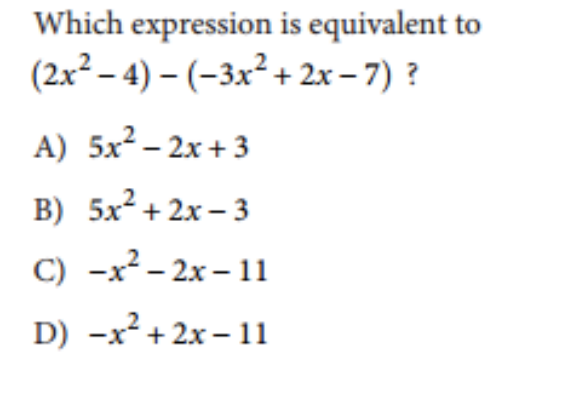 Which expression is equivalent to
(2x² – 4) – (–3x² + 2x – 7) ?
A) 5x² – 2x + 3
B) 5x² + 2x – 3
C) –x² – 2x – 11
D) –x² + 2x – 11